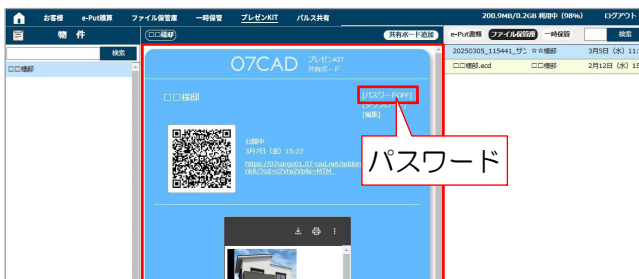 お客様 e-Put積算 ファイル保管庫 一時保管 プレゼンKIT パルス共有 200.9MB/0.2GB 利用中（98%） ログアウト
物 件 □□様邸 共有ボード追加 e-Put書類 ファイル保管庫 一時保管 検索
検索 20250305_115441_サン ☆☆様邸 3月5日（水）11:
□□様邸 □□様邸.ecd □□様邸 2月12日（水）15
O7CAD プレゼンKIT
共有ボード
□□様邸 [パスワードOFF]
[編集]
公開中
3月7日（金）15:22
パスワード